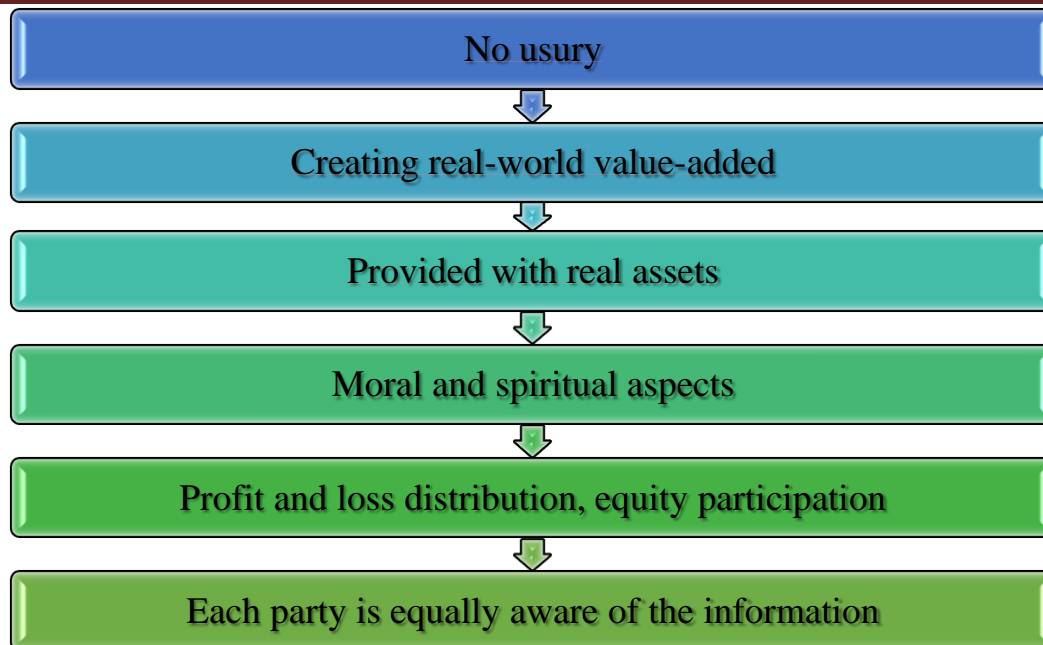 No usury
Creating real-world value-added
Provided with real assets
Moral and spiritual aspects
Profit and loss distribution, equity participation
Each party is equally aware of the information